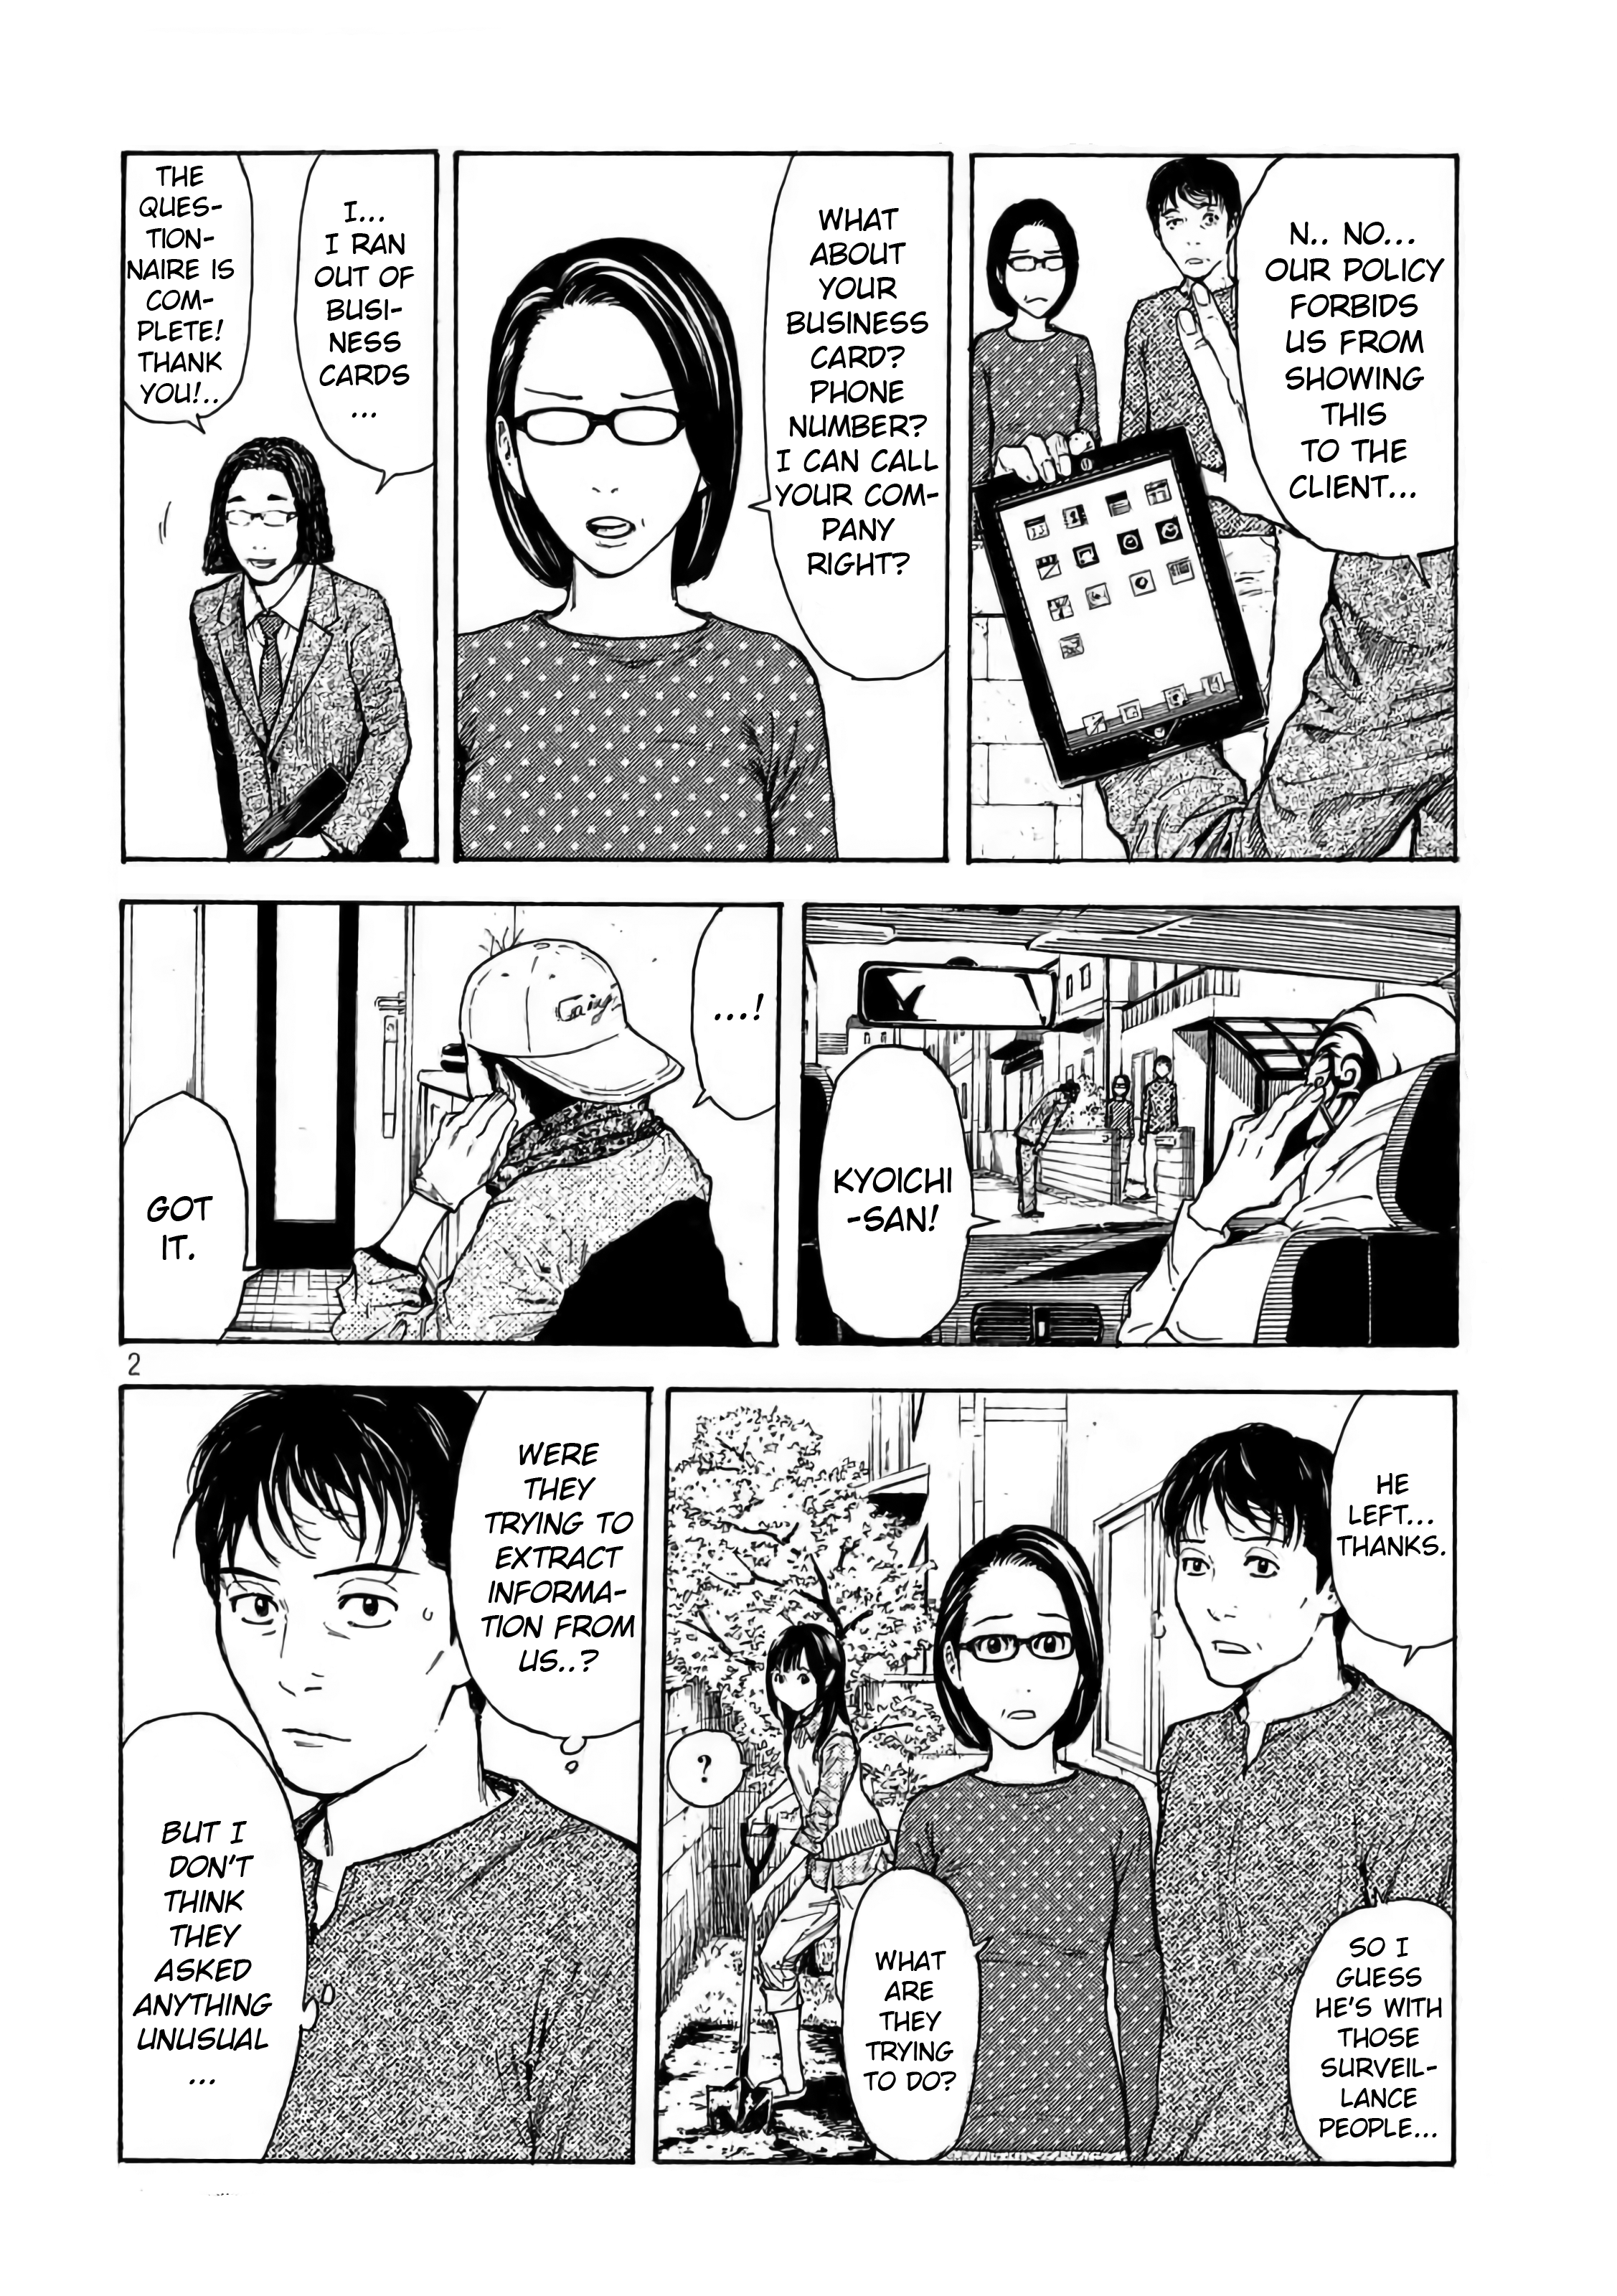 N.. NO...
OUR POLICY
FORBIDS
US FROM
SHOWING
THIS
TO THE
CLIENT...
WHAT
ABOUT
YOUR
BUSINESS
CARD?
PHONE
NUMBER?
I CAN CALL
YOUR COM-
PANY
RIGHT?
I...
I RAN
OUT OF
BUSI-
NESS
CARDS
...
THE
QUES-
TION-
NAIRE IS
COM-
PLETE!
THANK
YOU!..
KYOICHI
-SAN!
...!
GOT
IT.
2
HE
LEFT...
THANKS.
SO I
GUESS
HE'S WITH
THOSE
SURVEIL-
LANCE
PEOPLE...
WHAT
ARE
THEY
TRYING
TO DO?
?
WERE
THEY
TRYING TO
EXTRACT
INFORMA-
TION FROM
US..?
BUT I
DON'T
THINK
THEY
ASKED
ANYTHING
UNUSUAL
...